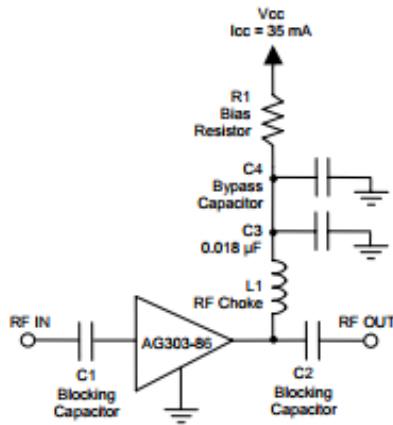 Vcc
Icc = 35 mA
R1
Bias
Resistor
C4
Bypass
Capacitor
C3
0.018 µF
L1
RF Choke
RF IN
AG303-86
RF OUT
C1
Blocking
Capacitor
C2
Blocking
Capacitor